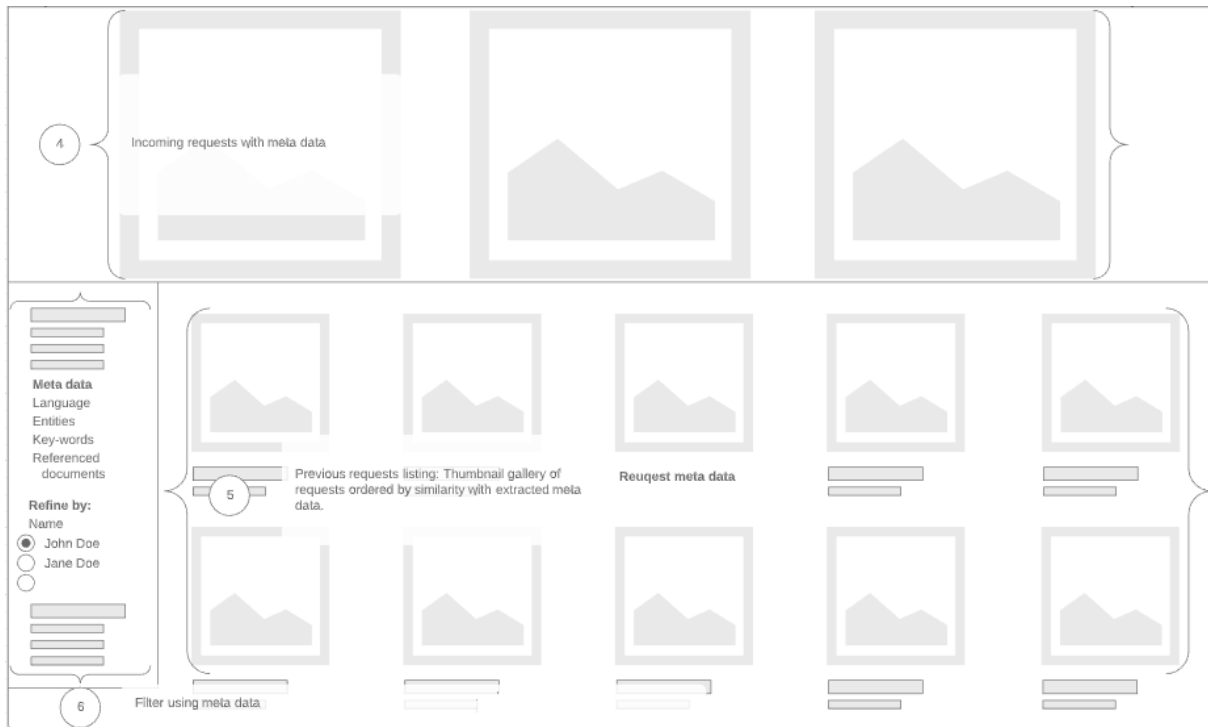 4
Incoming requests with meta data
Meta data
Language
Entities
Key-words
Referenced
documents
Refine by:
Name
John Doe
Jane Doe
5
Previous requests listing: Thumbnail gallery of
requests ordered by similarity with extracted meta
data.
Reuqest meta data
6
Filter using meta data